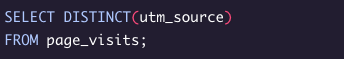 SELECT DISTINCT(utm_source)
FROM page_visits;